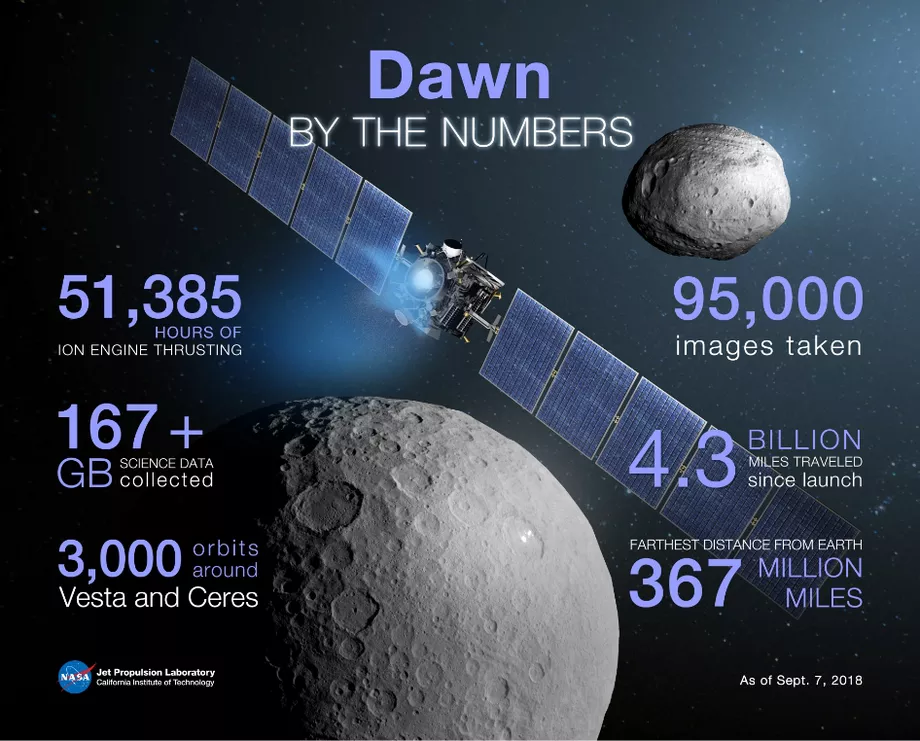 Dawn
BY THE NUMBERS
51,385
HOURS OF
ION ENGINE THRUSTING
167+
GB SCIENCE DATA
collected
3,000 orbits
around
Vesta and Ceres
95,000
images taken
4.3 BILLION
MILES TRAVELED
since launch
FARTHEST DISTANCE FROM EARTH
367 MILLION
MILES
NASA
Jet Propulsion Laboratory
California Institute of Technology
As of Sept. 7, 2018